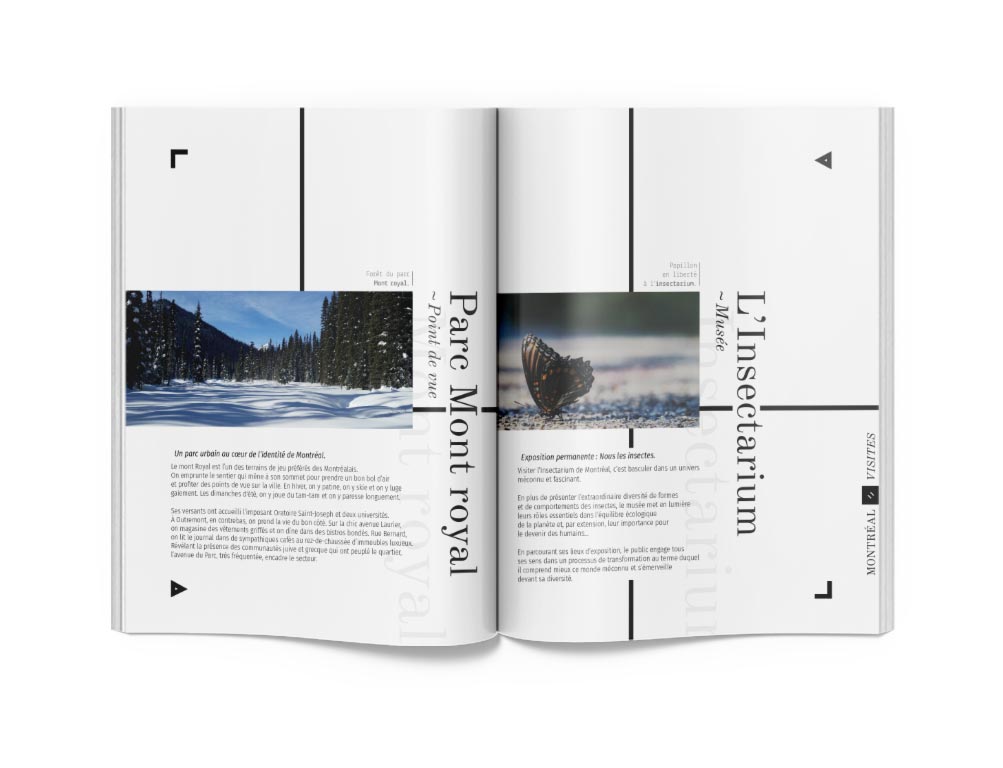 Forêt du parc
Mont royal.
Parc Mont royal
~ Point de vue
Mont royal
Un parc urbain au cœur de l'identité de Montréal.
Le mont Royal est l'un des terrains de jeu préférés des Montréalais.
On emprunte le sentier qui mène à son sommet pour prendre un bon bol d'air
et profiter des points de vue sur la ville. En hiver, on y patine, on y skie et on y luge
gaiement. Les dimanches d'été, on y joue du tam-tam et on y paresse longuement.
Ses versants ont accueilli l'imposant Oratoire Saint-Joseph et deux universités.
À Outremont, en contrebas, on prend la vie du bon côté. Sur la chic avenue Laurier,
on magasine des vêtements griffés et on dîne dans des bistros bondés. Rue Bernard,
on lit le journal dans de sympathiques cafés au rez-de-chaussée d'immeubles luxueux.
Révélant la présence des communautés juive et grecque qui ont peuplé le quartier,
l'avenue du Parc, très fréquentée, encadre le secteur.
Papillon
en liberté
à l'insectarium.
L'Insectarium
~ Musée
Insectarium
Exposition permanente : Nous les insectes.
Visiter l'Insectarium de Montréal, c'est basculer dans un univers
méconnu et fascinant.
En plus de présenter l'extraordinaire diversité de formes
et de comportements des insectes, le musée met en lumière
leurs rôles essentiels dans l'équilibre écologique
de la planète et, par extension, leur importance pour
le devenir des humains...
En parcourant ses lieux d'exposition, le public engage tous
ses sens dans un processus de transformation au terme duquel
il comprend mieux ce monde méconnu et s'émerveille
devant sa diversité.
MONTRÉAL VISITES